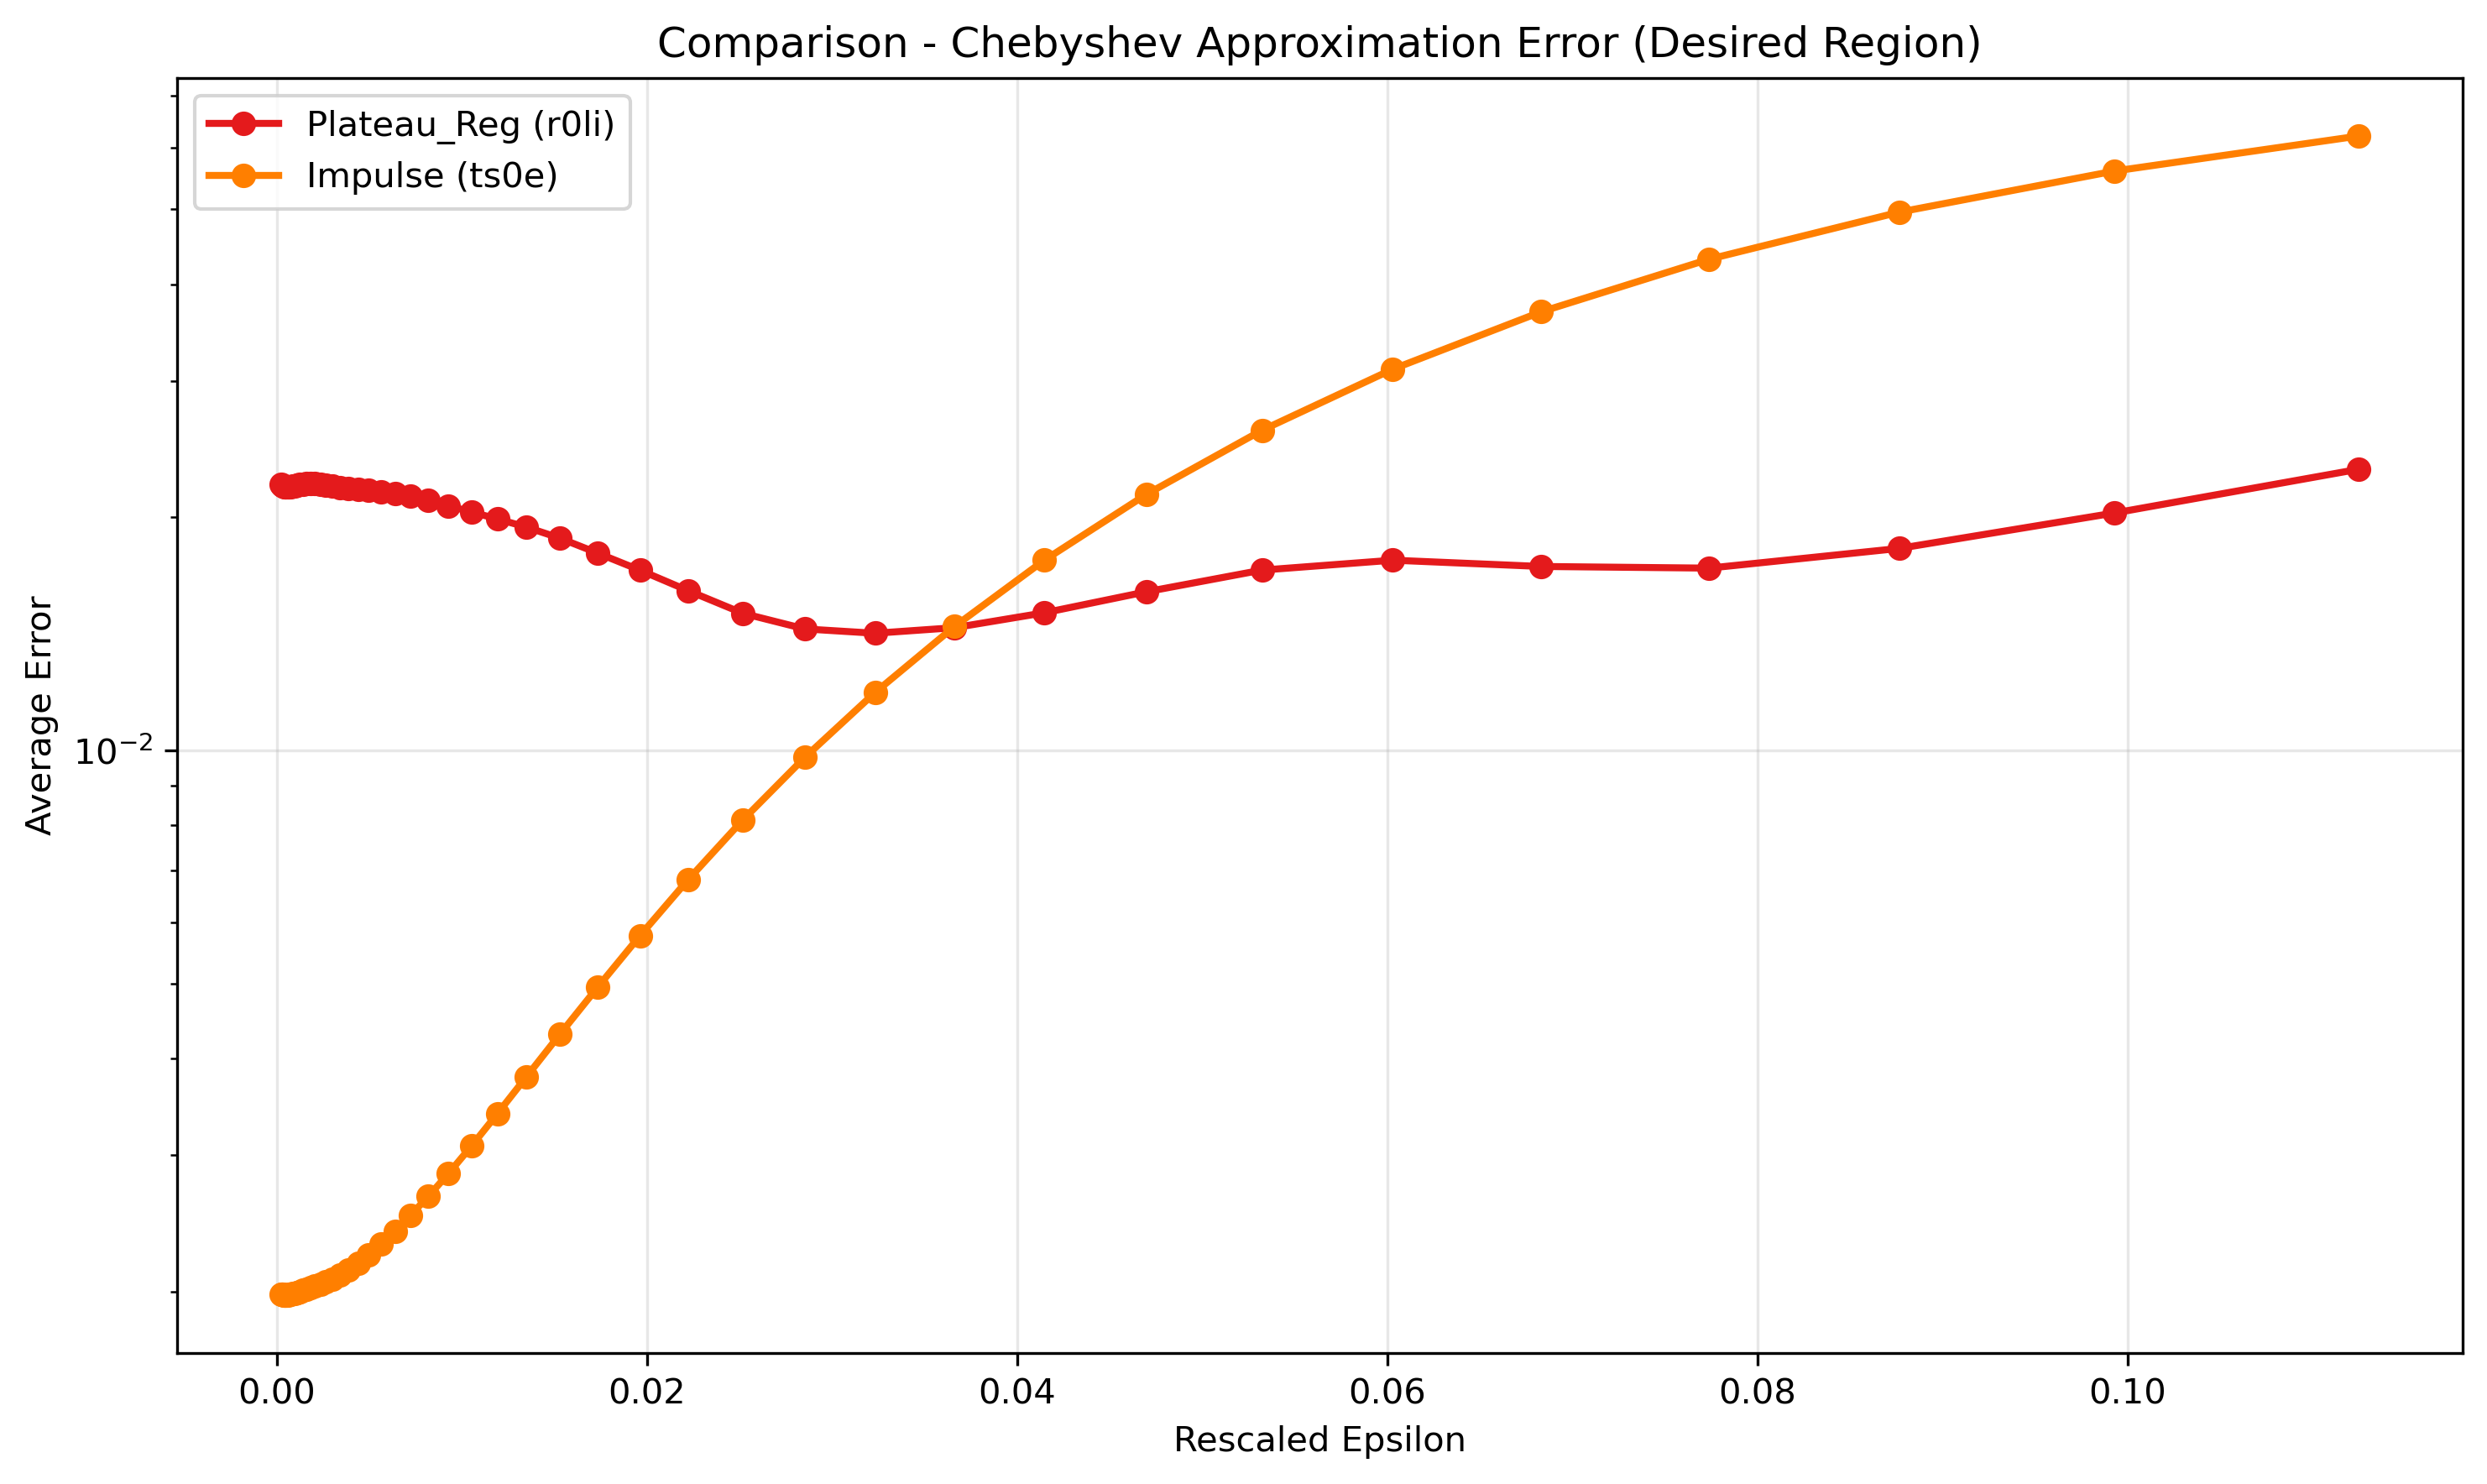 Comparison - Chebyshev Approximation Error (Desired Region)
Plateau_Reg (r0li)
Impulse (ts0e)
Average Error
10⁻²
0.00 0.02 0.04 0.06 0.08 0.10
Rescaled Epsilon